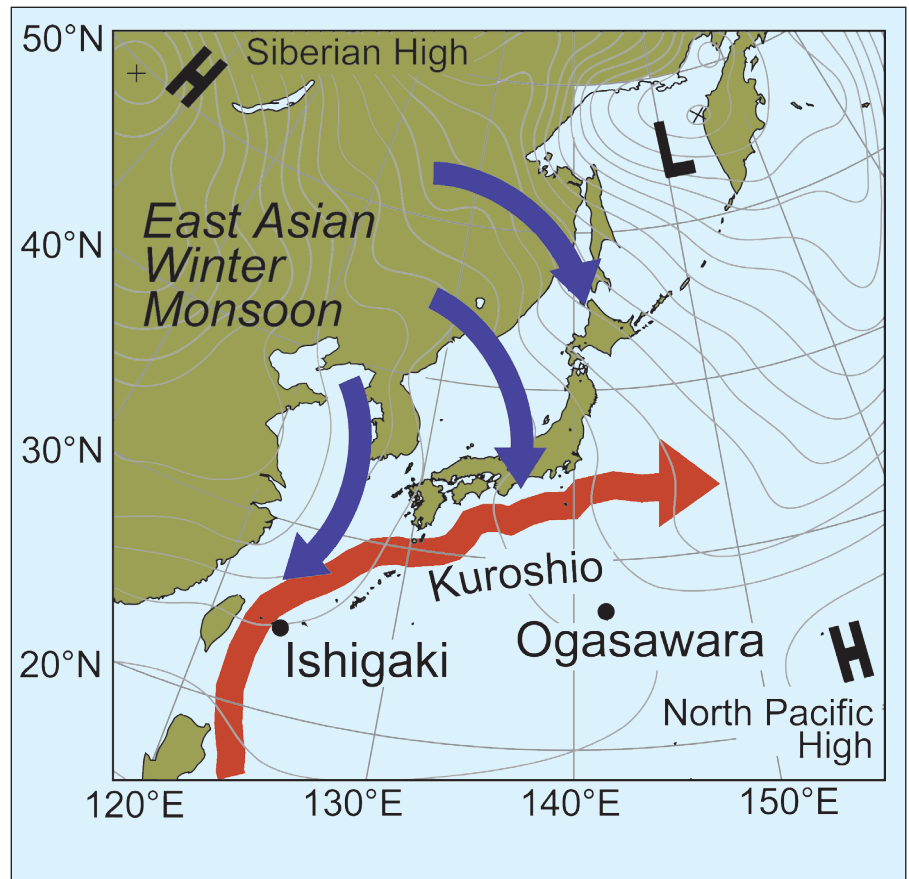 50°N
Siberian High
H
L
East Asian
Winter
Monsoon
40°N
30°N
Kuroshio
Ogasawara
Ishigaki
H
20°N
North Pacific
High
120°E
130°E
140°E
150°E